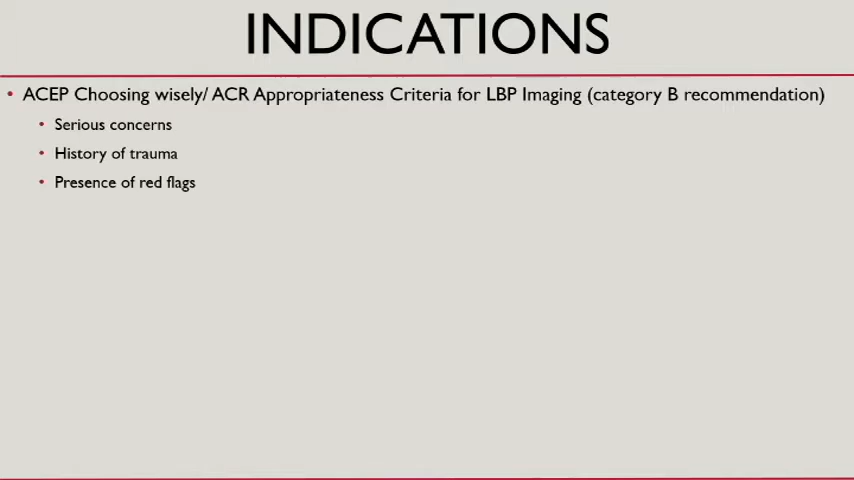 INDICATIONS
• ACEP Choosing wisely/ ACR Appropriateness Criteria for LBP Imaging (category B recommendation)
• Serious concerns
• History of trauma
• Presence of red flags